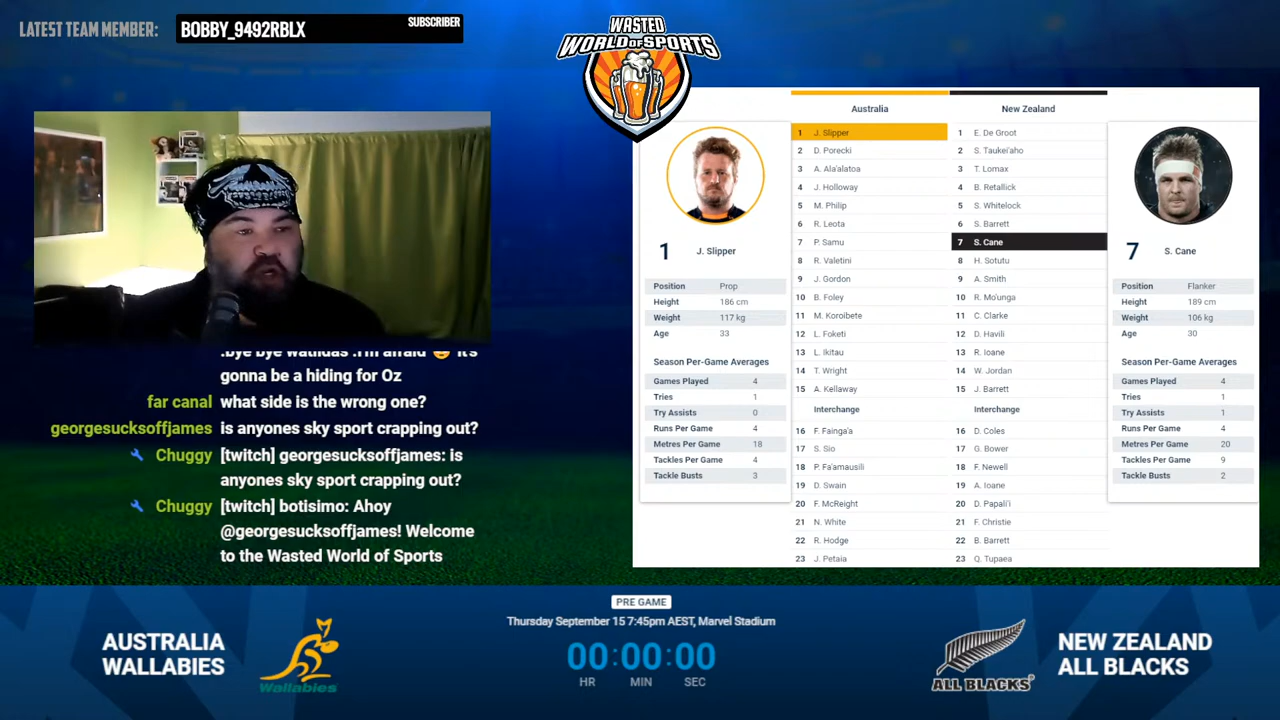 LATEST TEAM MEMBER:
BOBBY_9492RBLX
SUBSCRIBER
WASTED
WORLD OF SPORTS
gonna be a hiding for Oz
far canal what side is the wrong one?
georgesucksoffjames is anyones sky sport crapping out?
Chuggy [twitch] georgesucksoffjames: is
anyones sky sport crapping out?
Chuggy [twitch] botisimo: Ahoy
@georgesucksoffjames! Welcome
to the Wasted World of Sports
1 J. Slipper
Position Prop
Height 186 cm
Weight 117 kg
Age 33
Season Per-Game Averages
Games Played 4
Tries 1
Try Assists 0
Runs Per Game 4
Metres Per Game 18
Tackles Per Game 4
Tackle Busts 3
Australia
1 J. Slipper
2 D. Porecki
3 A. Ala'alatoa
4 J. Holloway
5 M. Philip
6 R. Leota
7 P. Samu
8 R. Valetini
9 J. Gordon
10 B. Foley
11 M. Koroibete
12 L. Foketi
13 L. Ikitau
14 T. Wright
15 A. Kellaway
Interchange
16 F. Fainga'a
17 S. Sio
18 P. Fa'amausili
19 D. Swain
20 F. McReight
21 N. White
22 R. Hodge
23 J. Petaia
New Zealand
1 E. De Groot
2 S. Taukei'aho
3 T. Lomax
4 B. Retallick
5 S. Whitelock
6 S. Barrett
7 S. Cane
8 H. Sotutu
9 A. Smith
10 R. Mo'unga
11 C. Clarke
12 D. Havili
13 R. Ioane
14 W. Jordan
15 J. Barrett
Interchange
16 D. Coles
17 G. Bower
18 F. Newell
19 A. Ioane
20 D. Papali'i
21 F. Christie
22 B. Barrett
23 Q. Tupaea
7 S. Cane
Position Flanker
Height 189 cm
Weight 106 kg
Age 30
Season Per-Game Averages
Games Played 4
Tries 1
Try Assists 1
Runs Per Game 4
Metres Per Game 20
Tackles Per Game 9
Tackle Busts 2
AUSTRALIA
WALLABIES
Wallabies
PRE GAME
Thursday September 15 7:45pm AEST, Marvel Stadium
00:00:00
HR MIN SEC
ALL BLACKS
NEW ZEALAND
ALL BLACKS